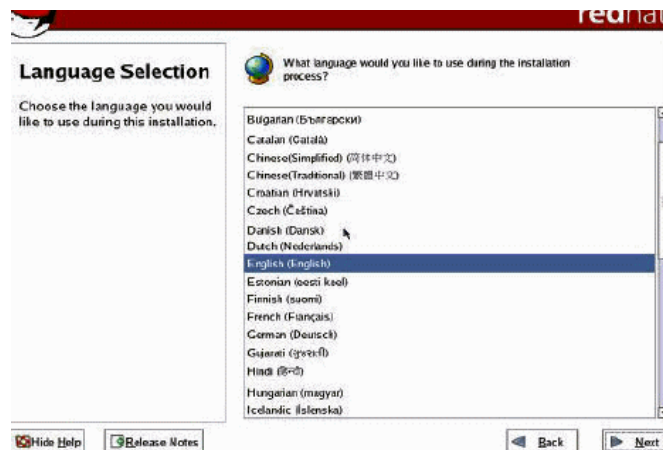 redhat
Language Selection
Choose the language you would
like to use during this installation.
What language would you like to use during the installation
process?
Bulgarian (Български)
Catalan (Català)
Chinese(Simplified) (简体中文)
Chinese(Traditional) (繁體中文)
Croatian (Hrvatski)
Czech (Čeština)
Danish (Dansk)
Dutch (Nederlands)
English (English)
Estonian (eesti keel)
Finnish (suomi)
French (Français)
German (Deutsch)
Gujarati (ગુજરાતી)
Hindi (हिन्दी)
Hungarian (magyar)
Icelandic (Íslenska)
Hide Help
Release Notes
Back
Next